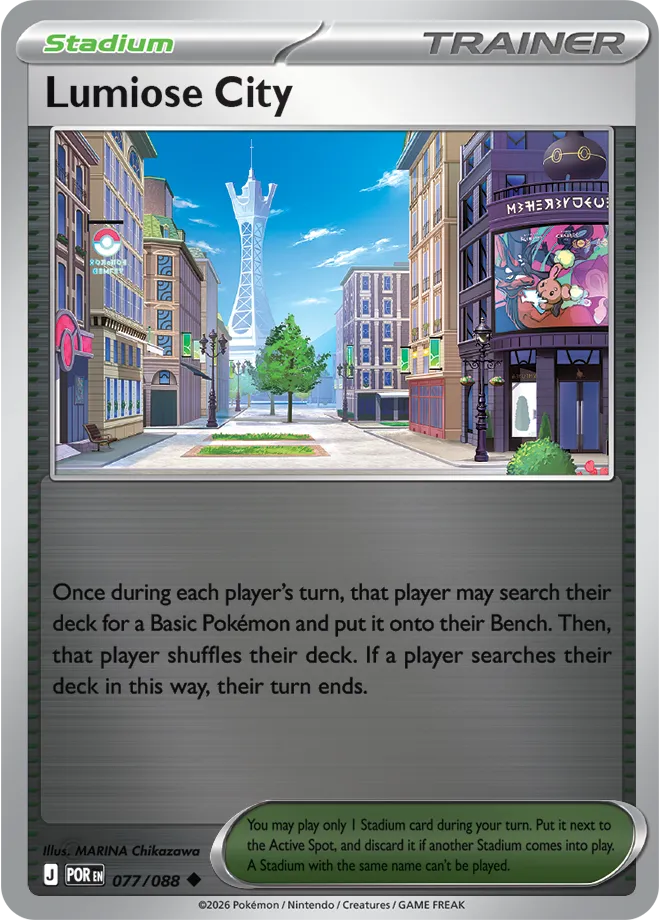 Stadium
TRAINER
Lumiose City
Once during each player's turn, that player may search their
deck for a Basic Pokémon and put it onto their Bench. Then,
that player shuffles their deck. If a player searches their
deck in this way, their turn ends.
You may play only 1 Stadium card during your turn. Put it next to
the Active Spot, and discard it if another Stadium comes into play.
A Stadium with the same name can't be played.
Illus. MARINA Chikazawa
J POR EN 077/088
©2026 Pokémon / Nintendo / Creatures / GAME FREAK